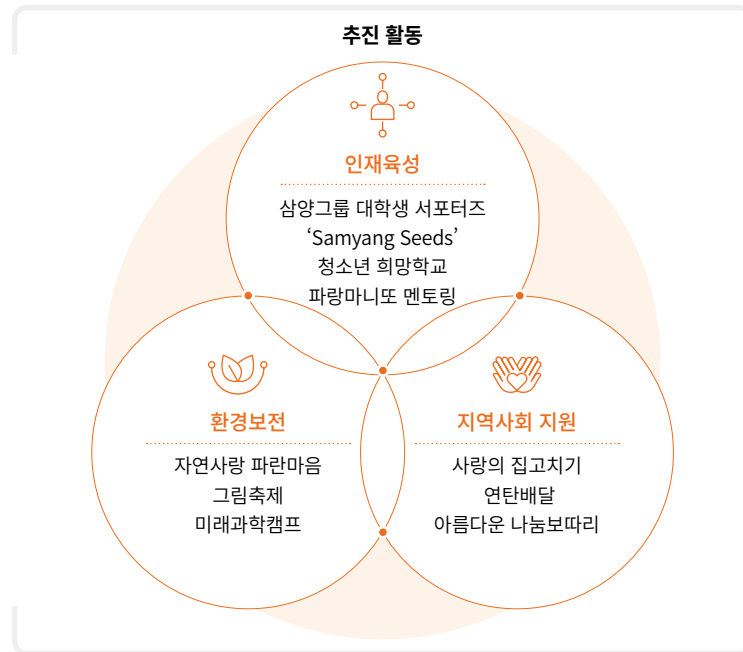 추진 활동
인재육성
삼양그룹 대학생 서포터즈
‘Samyang Seeds’
청소년 희망학교
파랑마니또 멘토링
환경보전
자연사랑 파란마음
그림축제
미래과학캠프
지역사회 지원
사랑의 집고치기
연탄배달
아름다운 나눔보따리